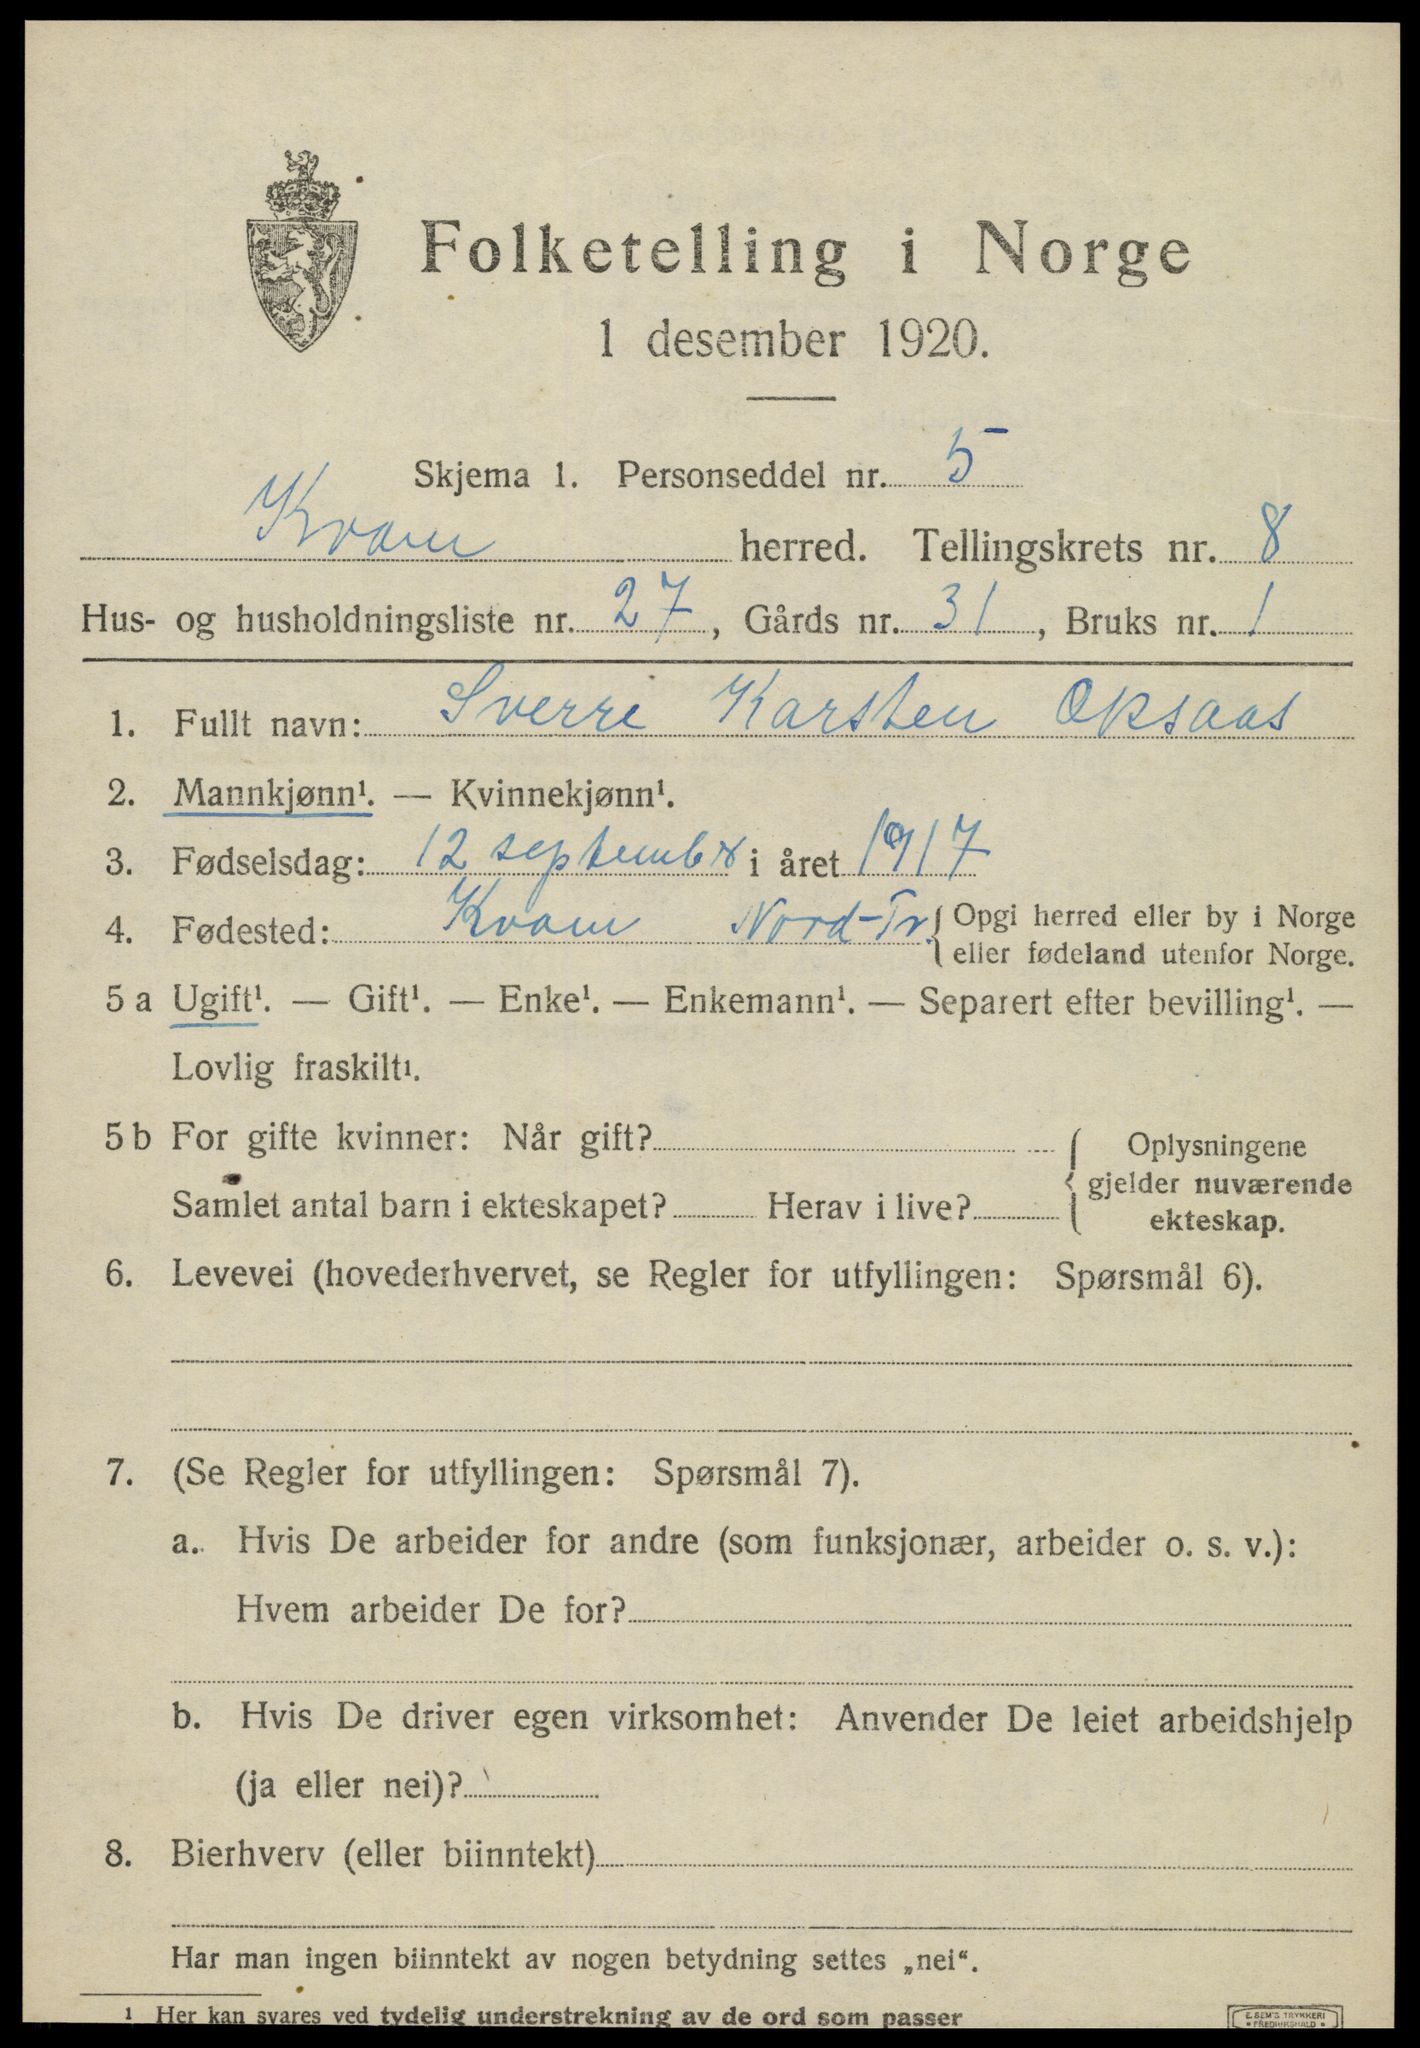 Folketelling i Norge
1 desember 1920.
Skjema 1. Personseddel nr. 5
Kvam herred. Tellingskrets nr. 8
Hus- og husholdningsliste nr. 27, Gårds nr. 31, Bruks nr. 1
1. Fullt navn: Sverre Karsten Oksaas
2. Mannkjønn¹. — Kvinnekjønn¹.
3. Fødselsdag: 12 september i året 1917
4. Fødested: Kvam Nord-Tr. { Opgi herred eller by i Norge
eller fødeland utenfor Norge.
5 a Ugift¹. — Gift¹. — Enke¹. — Enkemann¹. — Separert efter bevilling¹. —
Lovlig fraskilt¹.
5 b For gifte kvinner: Når gift?
Samlet antal barn i ekteskapet? Herav i live?
Oplysningene
gjelder nuværende
ekteskap.
6. Levevei (hovederhvervet, se Regler for utfyllingen: Spørsmål 6).
7. (Se Regler for utfyllingen: Spørsmål 7).
a. Hvis De arbeider for andre (som funksjonær, arbeider o. s. v.):
Hvem arbeider De for?
b. Hvis De driver egen virksomhet: Anvender De leiet arbeidshjelp
(ja eller nei)?
8. Bierhverv (eller biinntekt)
Har man ingen biinntekt av nogen betydning settes „nei“.
¹ Her kan svares ved tydelig understrekning av de ord som passer
E. SEM'S TRYKKERI
• FREDRIKSHALD •